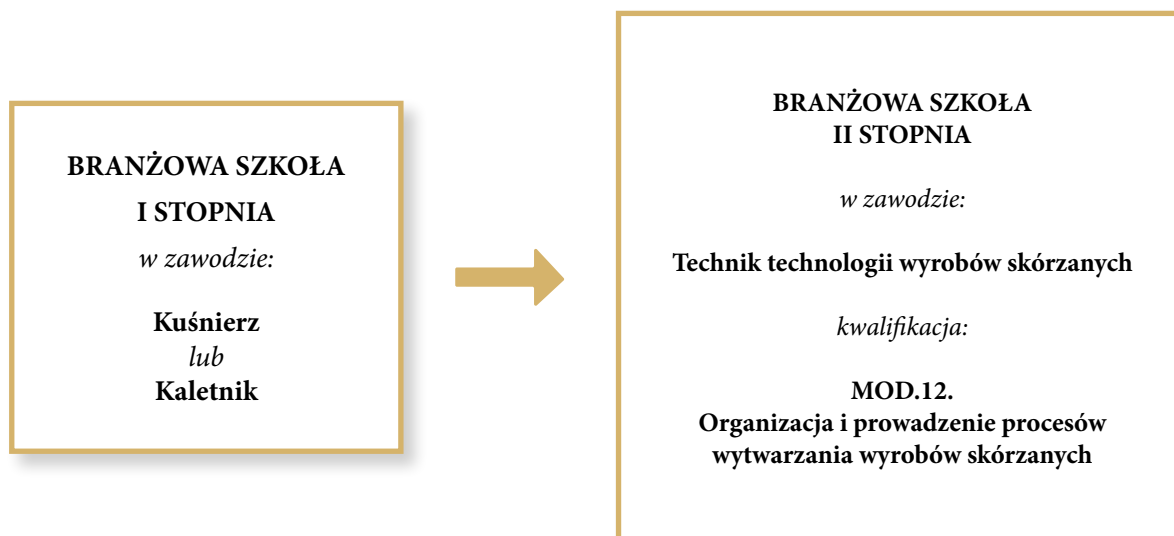 BRANŻOWA SZKOŁA
I STOPNIA
w zawodzie:
Kuśnierz
lub
Kaletnik
BRANŻOWA SZKOŁA
II STOPNIA
w zawodzie:
Technik technologii wyrobów skórzanych
kwalifikacja:
MOD.12.
Organizacja i prowadzenie procesów
wytwarzania wyrobów skórzanych